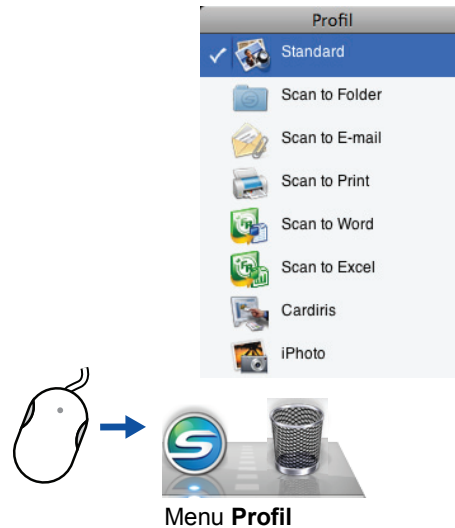 Profil
Standard
Scan to Folder
Scan to E-mail
Scan to Print
Scan to Word
Scan to Excel
Cardiris
iPhoto
Menu Profil